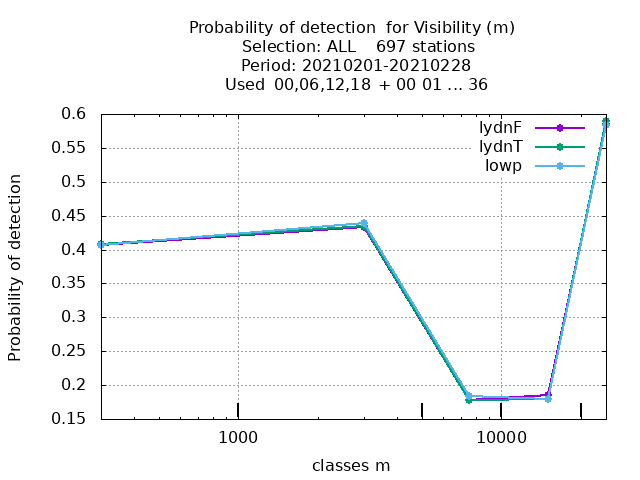 Probability of detection  for Visibility (m)
Selection: ALL    697 stations
Period: 20210201-20210228
Used  00,06,12,18  + 00 01 ... 36
0.6
0.55
0.5
0.45
0.4
0.35
0.3
0.25
0.2
0.15
Probability of detection
lydnF
lydnT
lowp
1000
10000
classes m